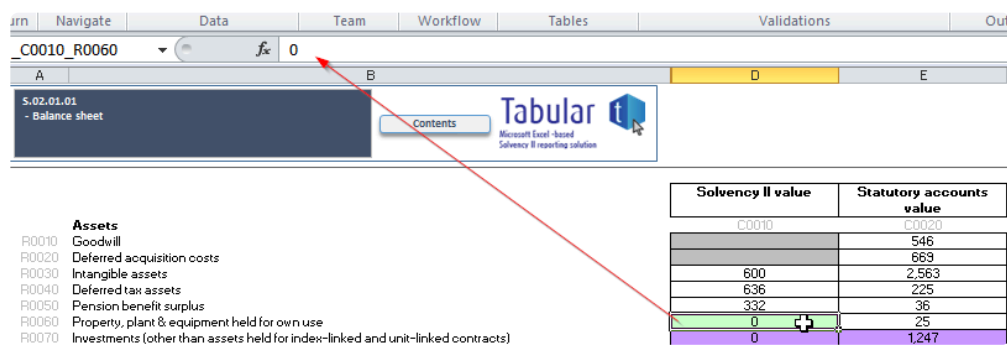 urn Navigate Data Team Workflow Tables Validations Out
_C0010_R0060 fx 0
A B D E
S.02.01.01
- Balance sheet
Contents
Tabular t
Microsoft Excel -based
Solvency II reporting solution
Solvency II value Statutory accounts value
C0010 C0020
Assets
R0010 Goodwill 546
R0020 Deferred acquisition costs 669
R0030 Intangible assets 600 2,563
R0040 Deferred tax assets 636 225
R0050 Pension benefit surplus 332 36
R0060 Property, plant & equipment held for own use 0 25
R0070 Investments (other than assets held for index-linked and unit-linked contracts) 0 1,247